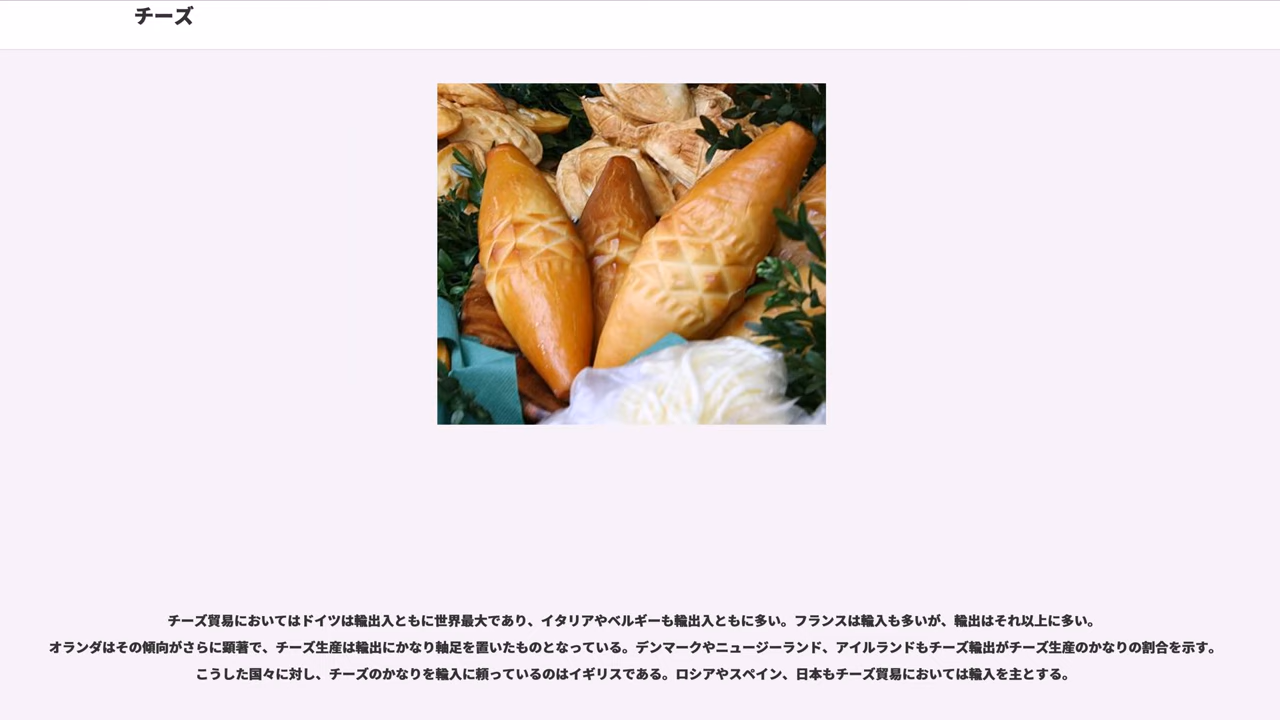 チーズ
チーズ貿易においてはドイツは輸出入ともに世界最大であり、イタリアやベルギーも輸出入ともに多い。フランスは輸入も多いが、輸出はそれ以上に多い。
オランダはその傾向がさらに顕著で、チーズ生産は輸出にかなり軸足を置いたものとなっている。デンマークやニュージーランド、アイルランドもチーズ輸出がチーズ生産のかなりの割合を示す。
こうした国々に対し、チーズのかなりを輸入に頼っているのはイギリスである。ロシアやスペイン、日本もチーズ貿易においては輸入を主とする。